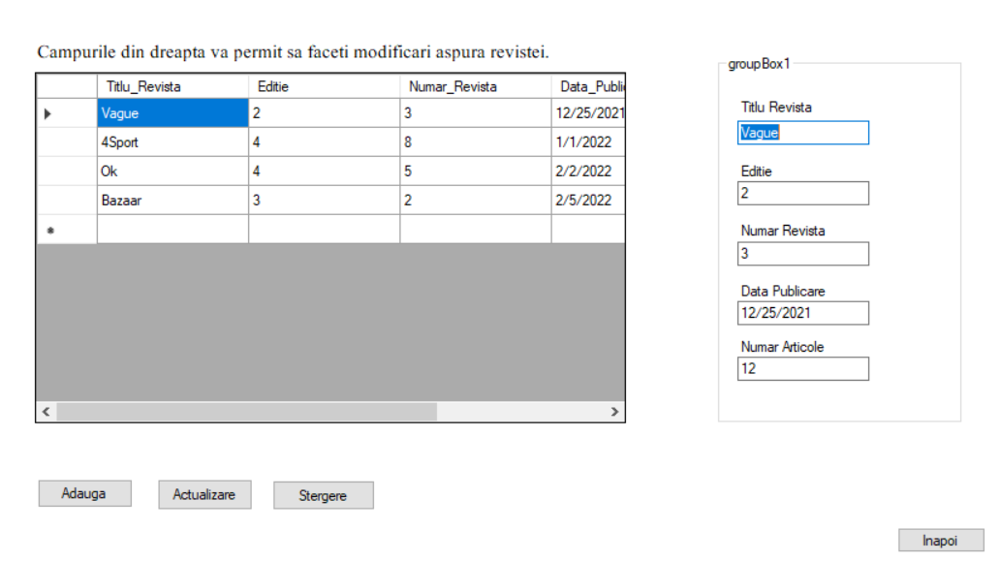 Campurile din dreapta va permit sa faceti modificari aspura revistei.
Titlu_Revista Editie Numar_Revista Data_Publi
Vague 2 3 12/25/2021
4Sport 4 8 1/1/2022
Ok 4 5 2/2/2022
Bazaar 3 2 2/5/2022
groupBox1
Titlu Revista
Vague
Editie
2
Numar Revista
3
Data Publicare
12/25/2021
Numar Articole
12
Adauga Actualizare Stergere
Inapoi